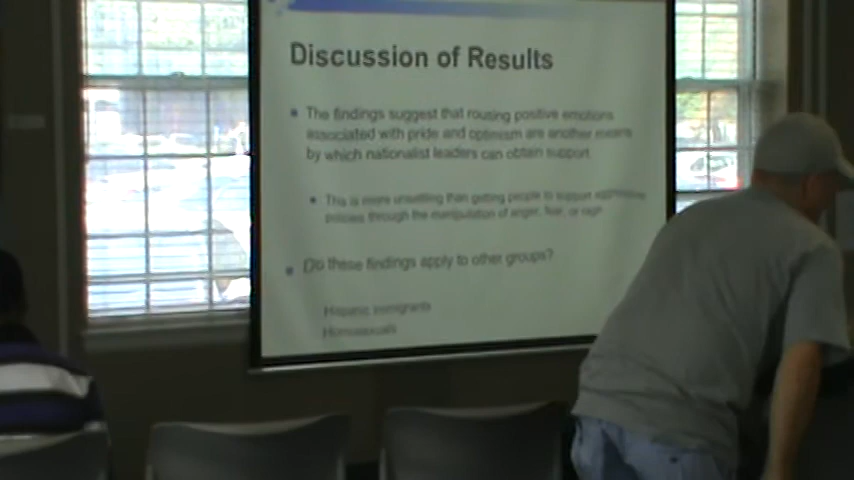 Discussion of Results
The findings suggest that rousing positive emotions
associated with pride and optimism are another means
by which nationalist leaders can obtain support
This is more unsettling than getting people to support aggressive
policies through the manipulation of anger, fear, or rage
Do these findings apply to other groups?
Hispanic immigrants
Homosexuals